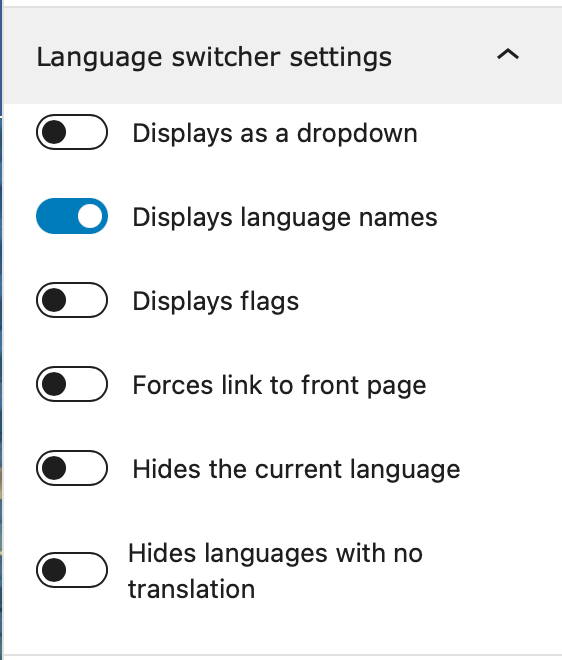 Language switcher settings
Displays as a dropdown
Displays language names
Displays flags
Forces link to front page
Hides the current language
Hides languages with no
translation